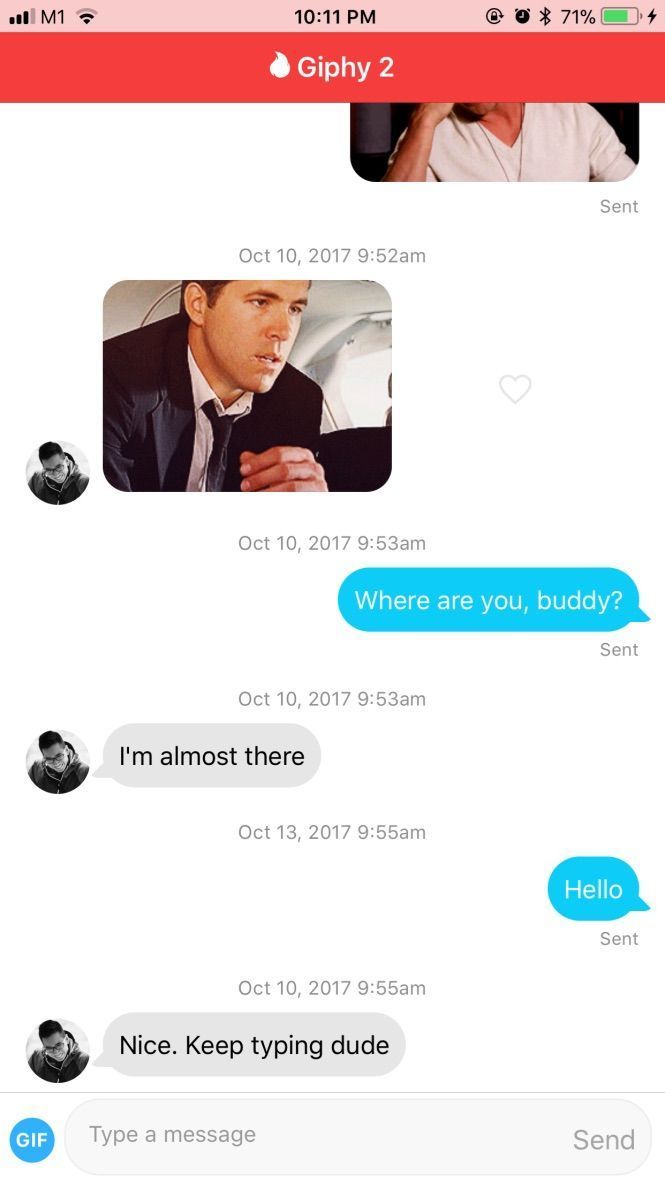 M1 10:11 PM 71%
Giphy 2
Sent
Oct 10, 2017 9:52am
Oct 10, 2017 9:53am
Where are you, buddy?
Sent
Oct 10, 2017 9:53am
I'm almost there
Oct 13, 2017 9:55am
Hello
Sent
Oct 10, 2017 9:55am
Nice. Keep typing dude
GIF Type a message Send